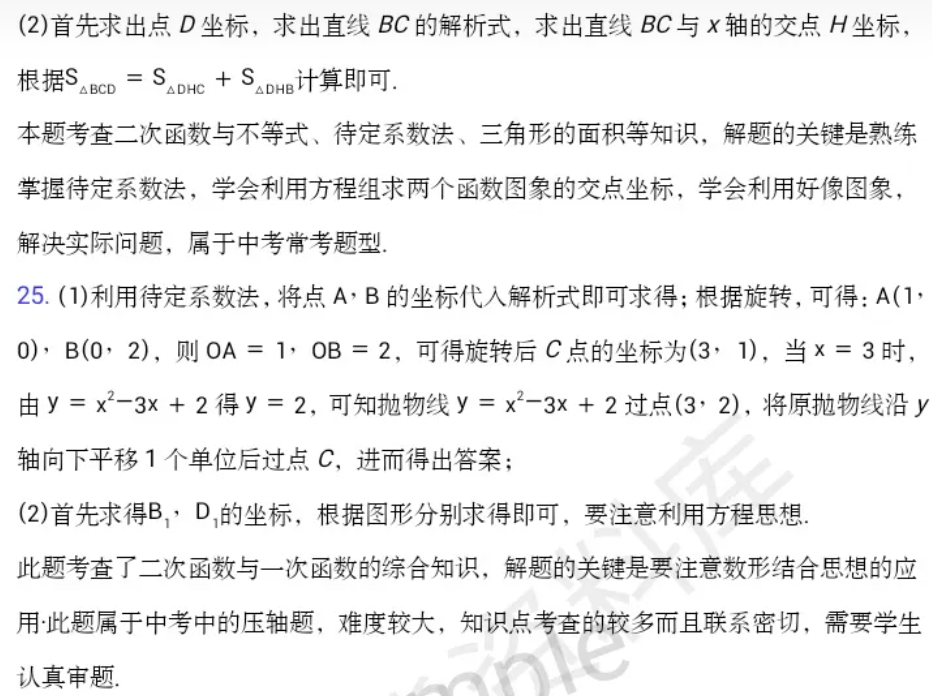 (2)首先求出点 D 坐标，求出直线 BC 的解析式，求出直线 BC 与 x 轴的交点 H 坐标，
根据S△BCD = S△DHC + S△DHB计算即可.
本题考查二次函数与不等式、待定系数法、三角形的面积等知识，解题的关键是熟练
掌握待定系数法，学会利用方程组求两个函数图象的交点坐标，学会利用好像图象，
解决实际问题，属于中考常考题型.
25. (1)利用待定系数法，将点 A，B 的坐标代入解析式即可求得；根据旋转，可得：A(1，
0)，B(0，2)，则 OA = 1，OB = 2，可得旋转后 C 点的坐标为(3，1)，当 x = 3 时，
由 y = x²−3x + 2 得 y = 2，可知抛物线 y = x²−3x + 2 过点(3，2)，将原抛物线沿 y
轴向下平移 1 个单位后过点 C，进而得出答案；
(2)首先求得B₁，D₁的坐标，根据图形分别求得即可，要注意利用方程思想.
此题考查了二次函数与一次函数的综合知识，解题的关键是要注意数形结合思想的应
用·此题属于中考中的压轴题，难度较大，知识点考查的较多而且联系密切，需要学生
认真审题.